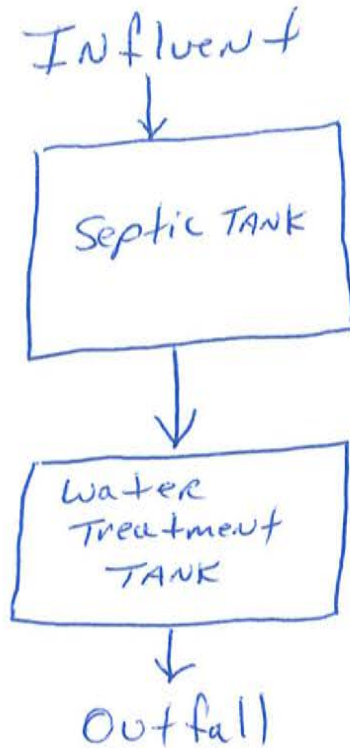 Influent
Septic TANK
Water
Treatment
TANK
Outfall